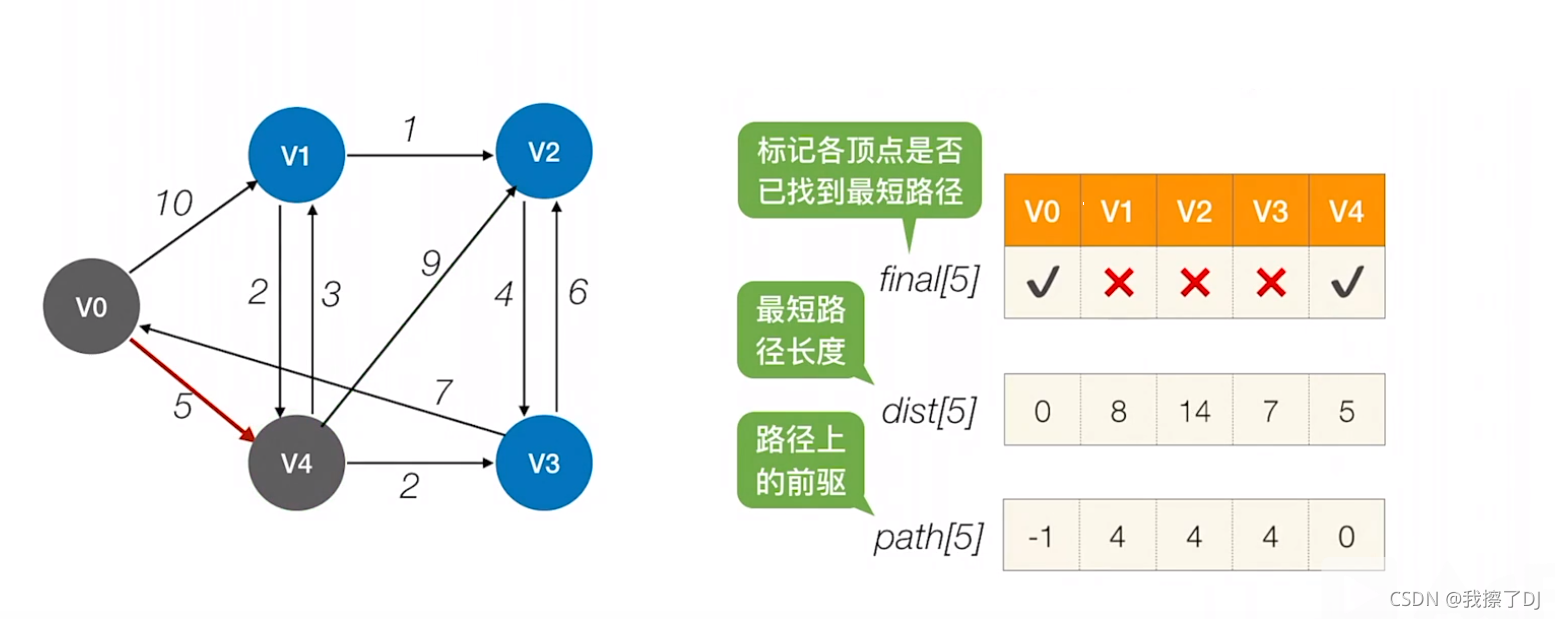 V1
1
V2
10
2
3
9
4
6
V0
5
7
V4
2
V3
标记各顶点是否
已找到最短路径
V0 V1 V2 V3 V4
final[5] ✓ ✕ ✕ ✕ ✓
最短路
径长度
dist[5] 0 8 14 7 5
路径上
的前驱
path[5] -1 4 4 4 0
CSDN @我擦了DJ